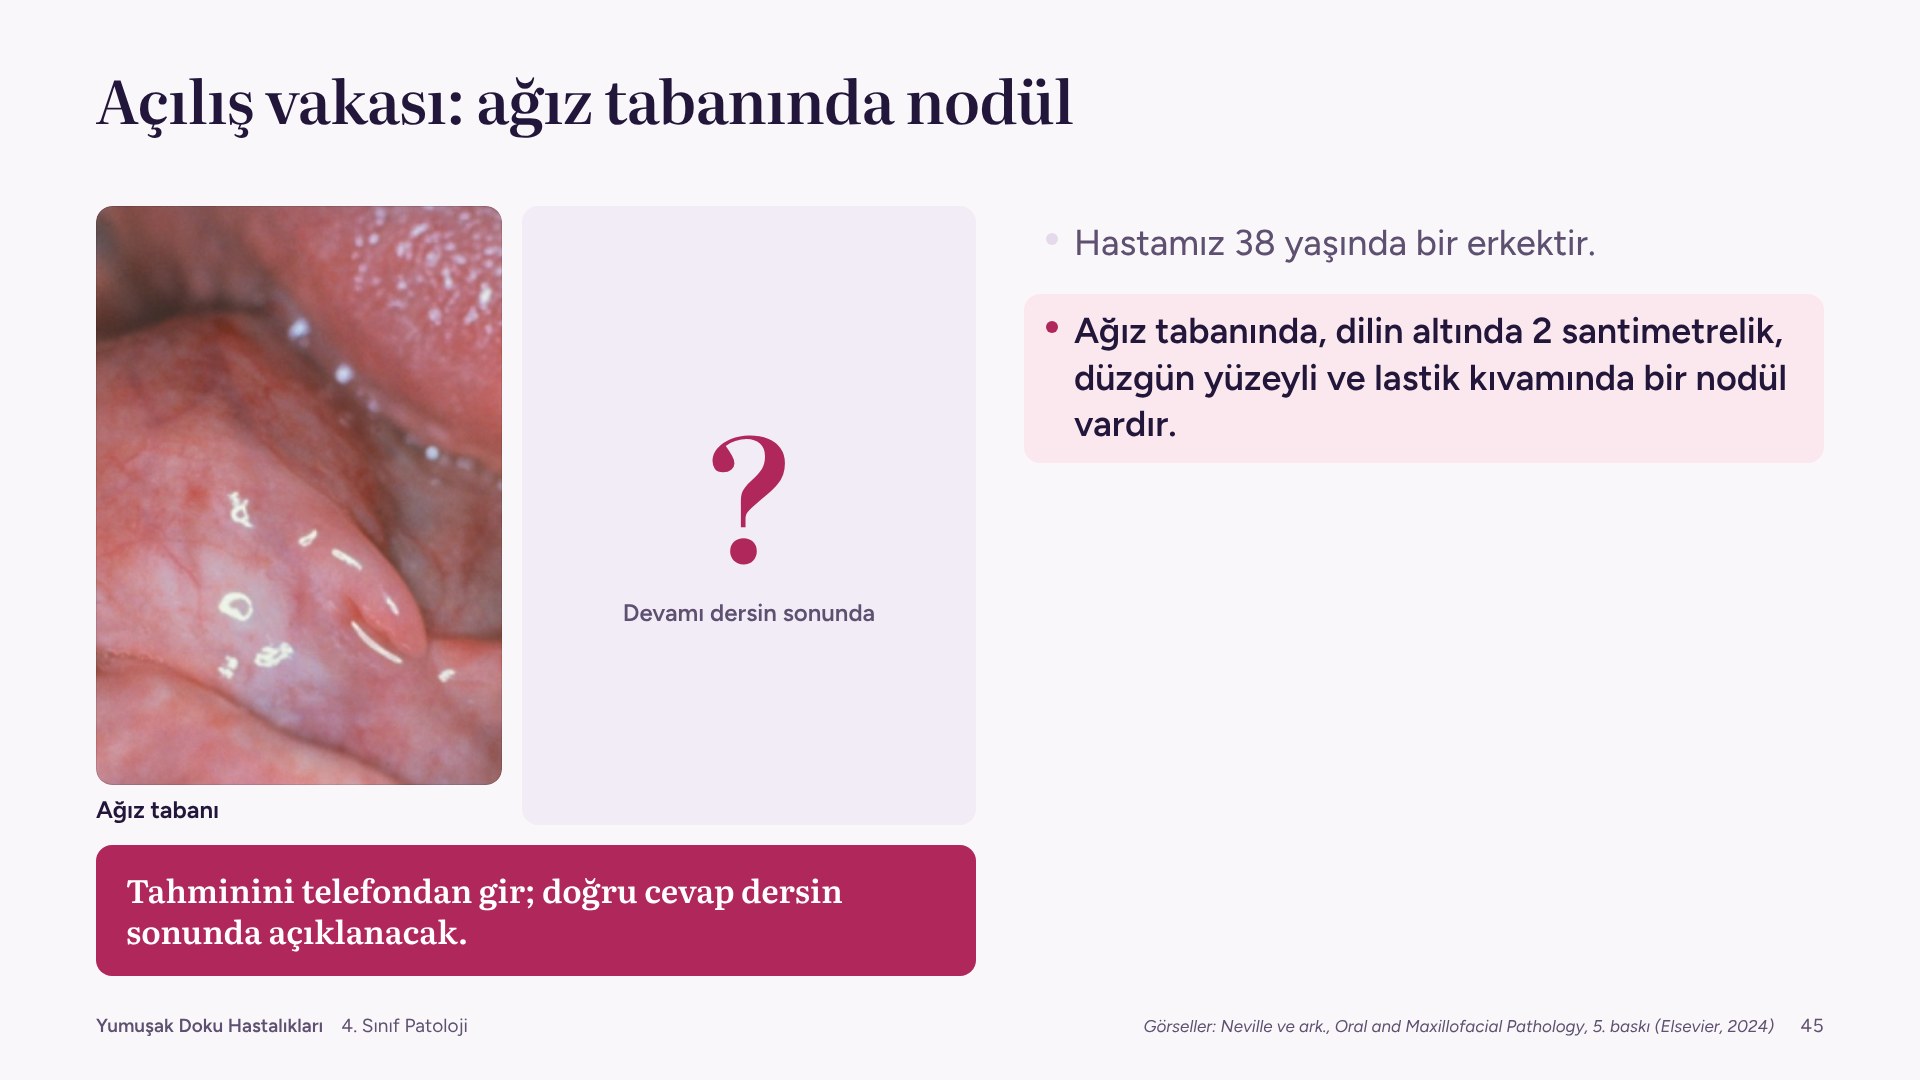 Açılış vakası: ağız tabanında nodül
Ağız tabanı
?
Devamı dersin sonunda
Tahminini telefondan gir; doğru cevap dersin
sonunda açıklanacak.
Hastamız 38 yaşında bir erkektir.
Ağız tabanında, dilin altında 2 santimetrelik,
düzgün yüzeyli ve lastik kıvamında bir nodül
vardır.
Yumuşak Doku Hastalıkları 4. Sınıf Patoloji
Görseller: Neville ve ark., Oral and Maxillofacial Pathology, 5. baskı (Elsevier, 2024) 45